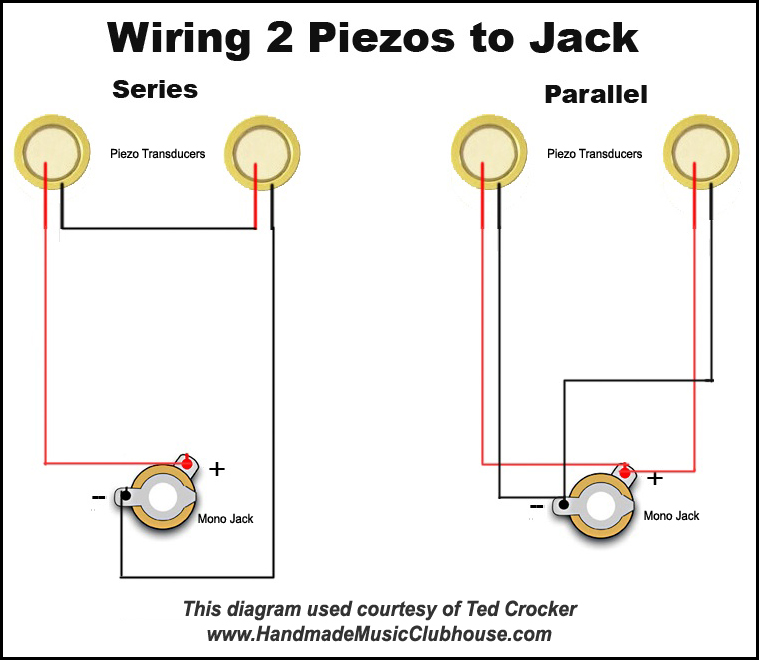 Wiring 2 Piezos to Jack
Series
Parallel
Piezo Transducers
Piezo Transducers
+
--
Mono Jack
+
--
Mono Jack
This diagram used courtesy of Ted Crocker
www.HandmadeMusicClubhouse.com